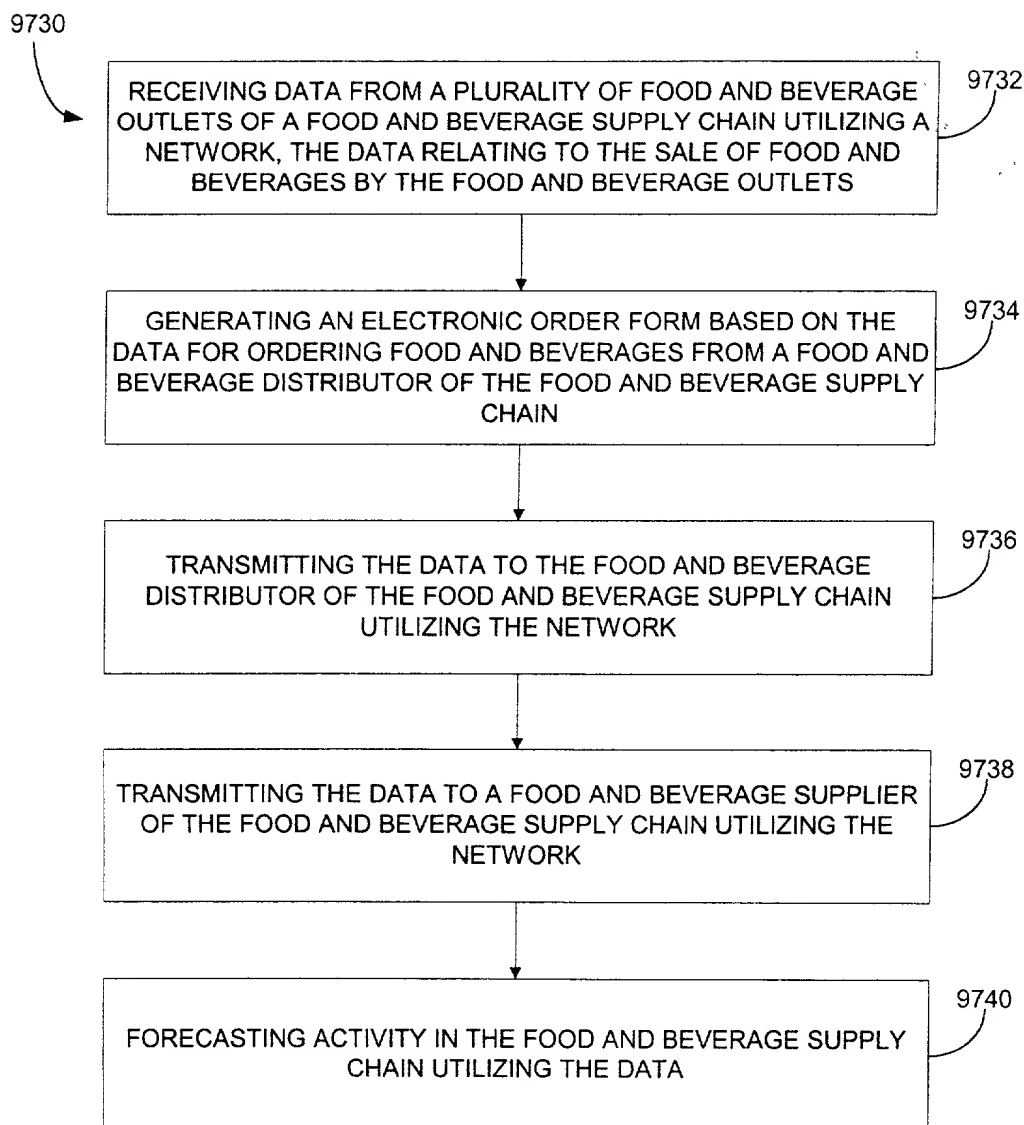 9730
RECEIVING DATA FROM A PLURALITY OF FOOD AND BEVERAGE
OUTLETS OF A FOOD AND BEVERAGE SUPPLY CHAIN UTILIZING A
NETWORK, THE DATA RELATING TO THE SALE OF FOOD AND
BEVERAGES BY THE FOOD AND BEVERAGE OUTLETS
9732
GENERATING AN ELECTRONIC ORDER FORM BASED ON THE
DATA FOR ORDERING FOOD AND BEVERAGES FROM A FOOD AND
BEVERAGE DISTRIBUTOR OF THE FOOD AND BEVERAGE SUPPLY
CHAIN
9734
TRANSMITTING THE DATA TO THE FOOD AND BEVERAGE
DISTRIBUTOR OF THE FOOD AND BEVERAGE SUPPLY CHAIN
UTILIZING THE NETWORK
9736
TRANSMITTING THE DATA TO A FOOD AND BEVERAGE SUPPLIER
OF THE FOOD AND BEVERAGE SUPPLY CHAIN UTILIZING THE
NETWORK
9738
FORECASTING ACTIVITY IN THE FOOD AND BEVERAGE SUPPLY
CHAIN UTILIZING THE DATA
9740